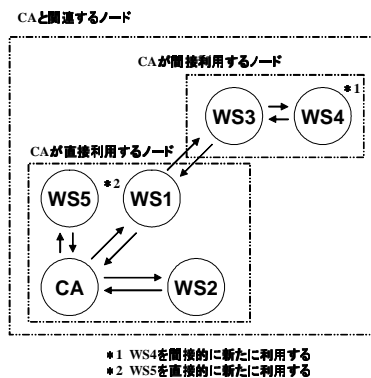 CAと関連するノード
CAが間接利用するノード
*1
WS3
WS4
CAが直接利用するノード
*2
WS5
WS1
CA
WS2
*1 WS4を間接的に新たに利用する
*2 WS5を直接的に新たに利用する